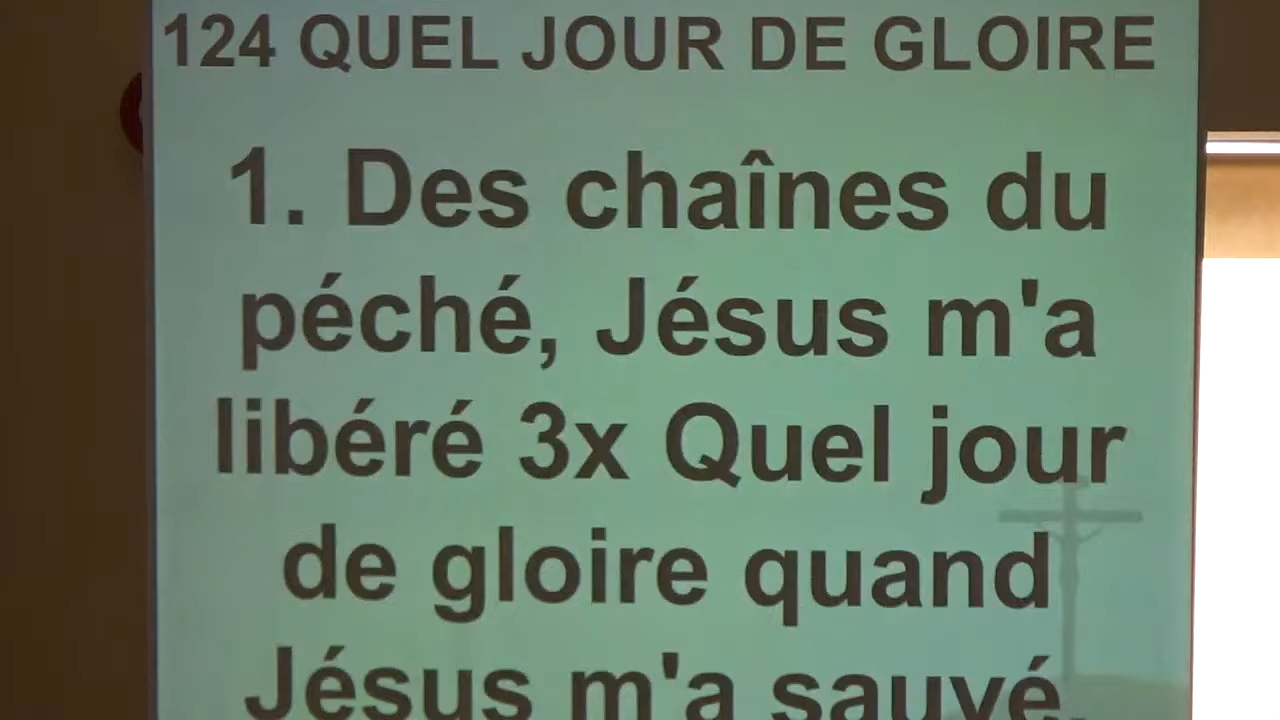 124 QUEL JOUR DE GLOIRE
1. Des chaînes du
péché, Jésus m'a
libéré 3x Quel jour
de gloire quand
Jésus m'a sauvé.